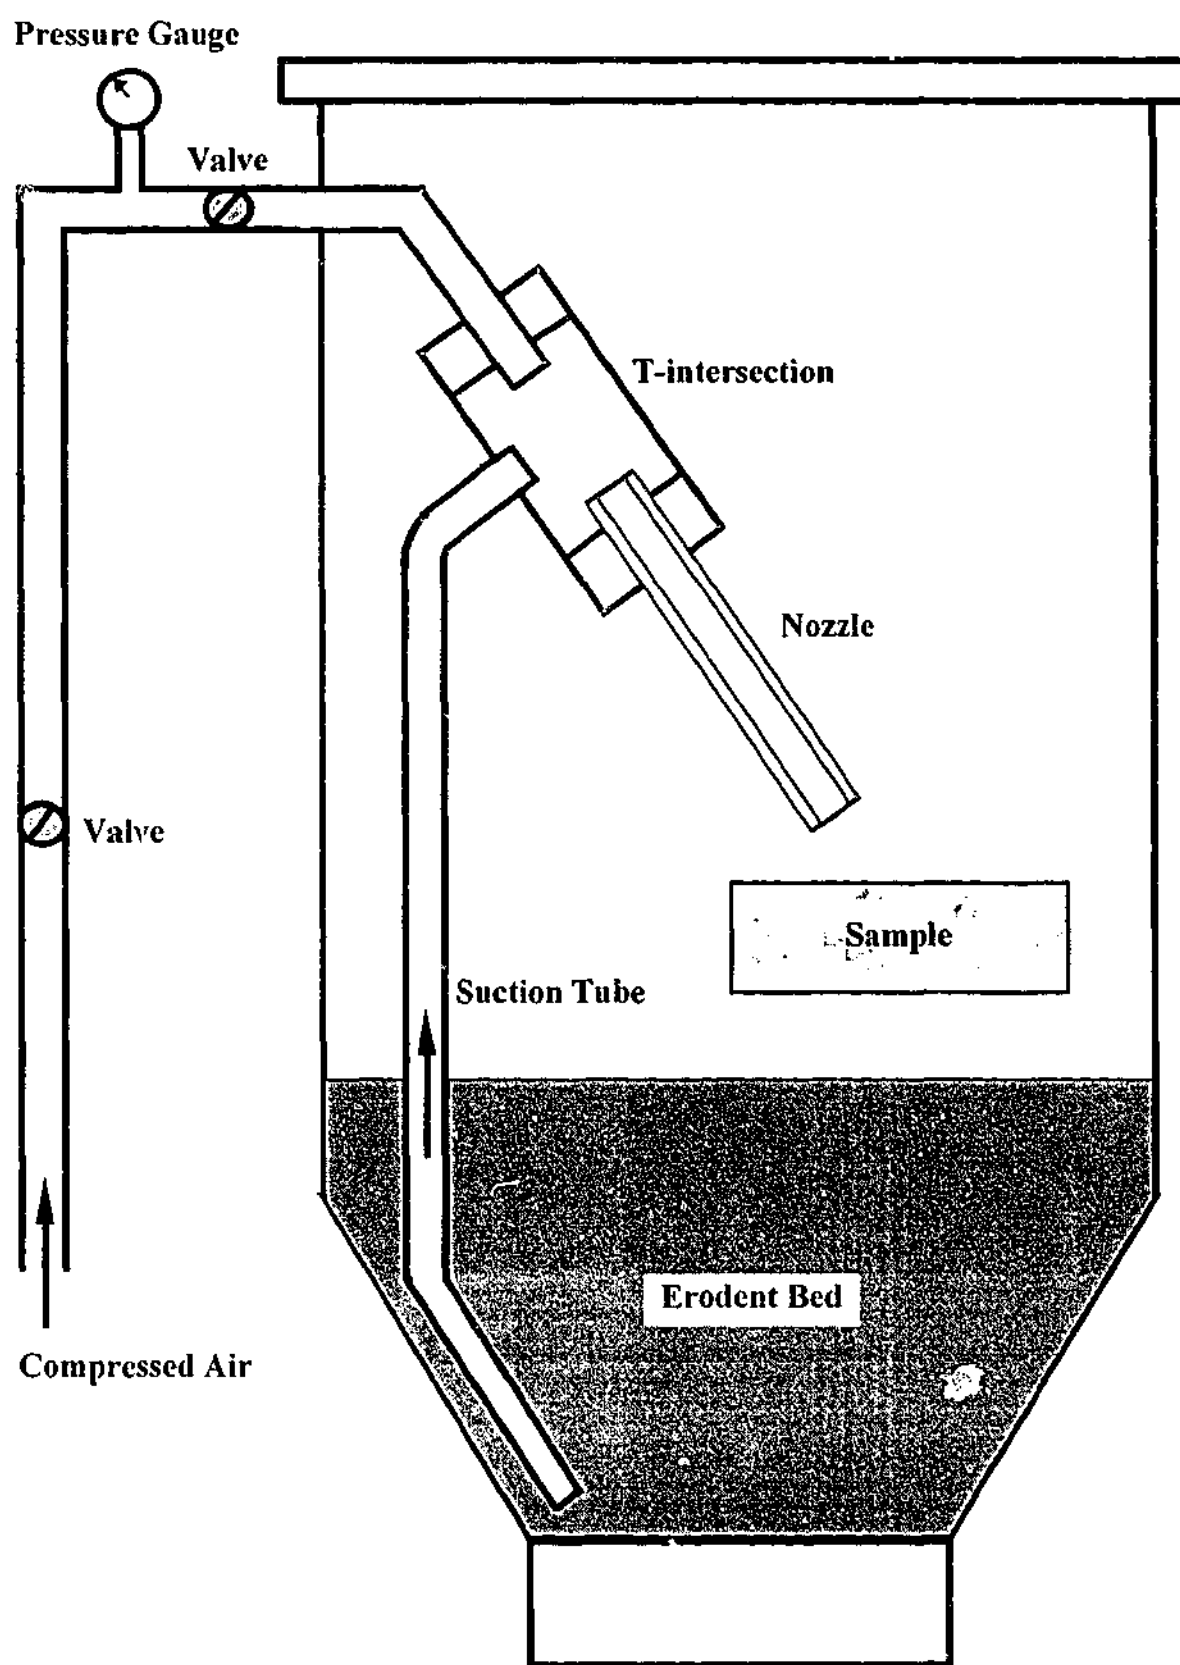 Pressure Gauge
Valve
T-intersection
Nozzle
Valve
Sample
Suction Tube
Erodent Bed
Compressed Air